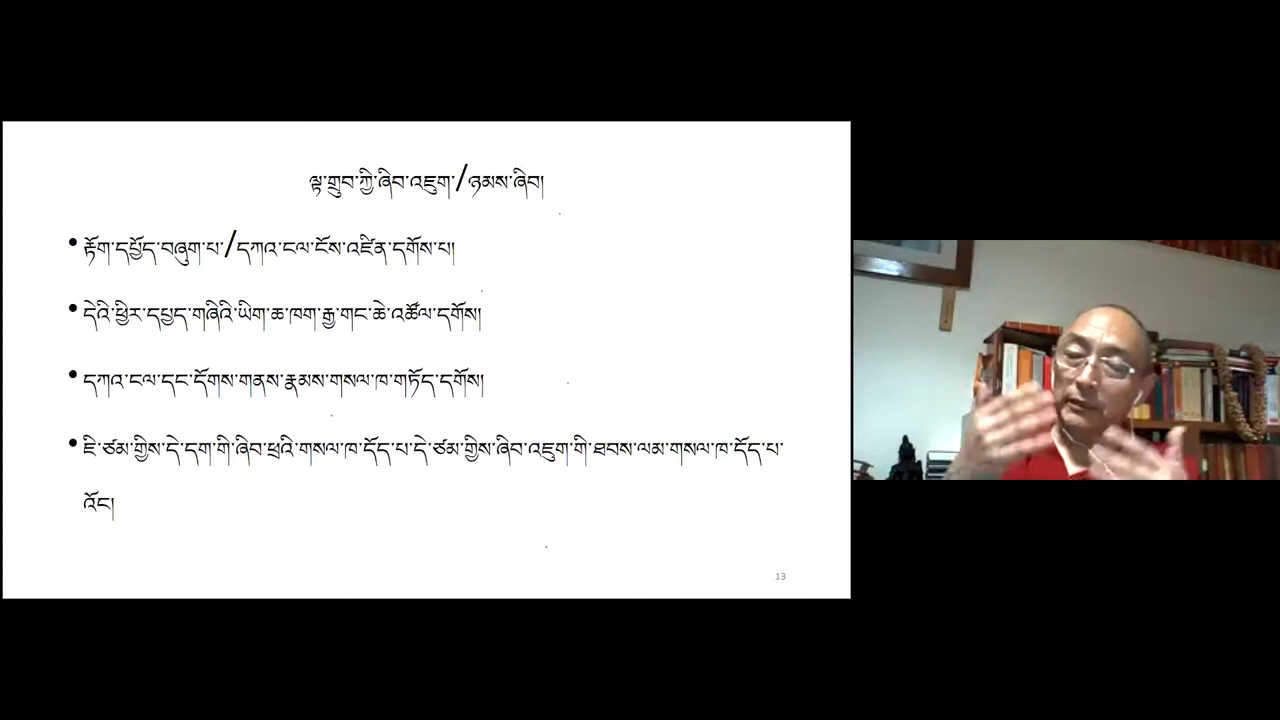 ལྟ་གྲུབ་ཀྱི་ཞིབ་འཇུག་/ཉམས་ཞིབ།
• རྟོག་དཔྱོད་བཞུག་པ་/དཀའ་ངལ་ངོས་འཛིན་དགོས་པ།
• དེའི་ཕྱིར་དཔྱད་གཞིའི་ཡིག་ཆ་ཁག་རྒྱ་གང་ཆེ་འཚོལ་དགོས།
• དཀའ་ངལ་དང་དོགས་གནས་རྣམས་གསལ་ཁ་གཏོད་དགོས།
• ཇི་ཙམ་གྱིས་དེ་དག་གི་ཞིབ་ཕྲའི་གསལ་ཁ་དོད་པ་དེ་ཙམ་གྱིས་ཞིབ་འཇུག་གི་ཐབས་ལམ་གསལ་ཁ་དོད་པ་
འོང།
13